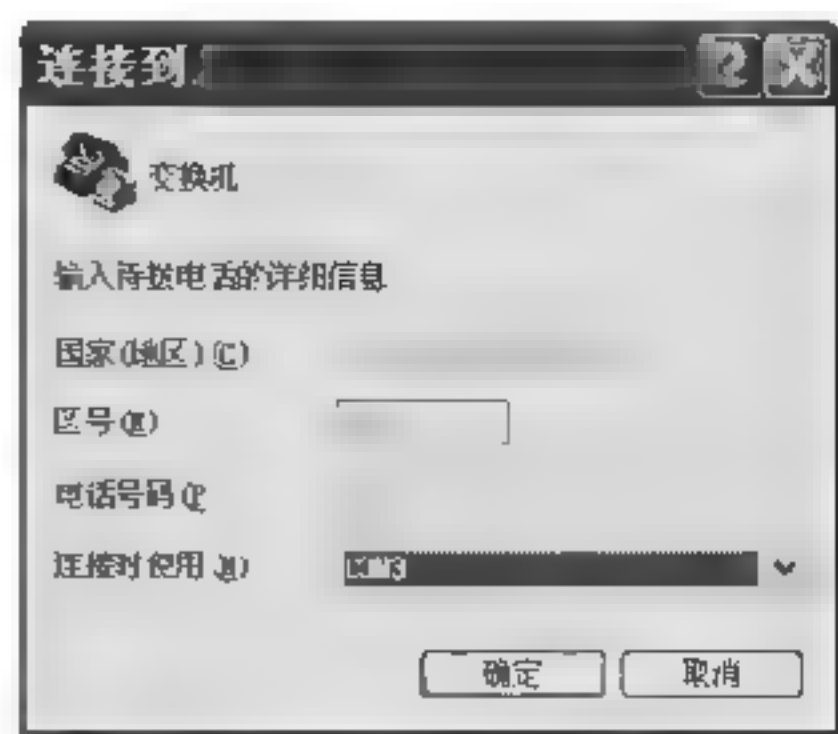 连接到
变换机
输入待拨电话的详细信息
国家(地区)(C)
区号(E)
电话号码(P
连接时使用(N)
确定
取消